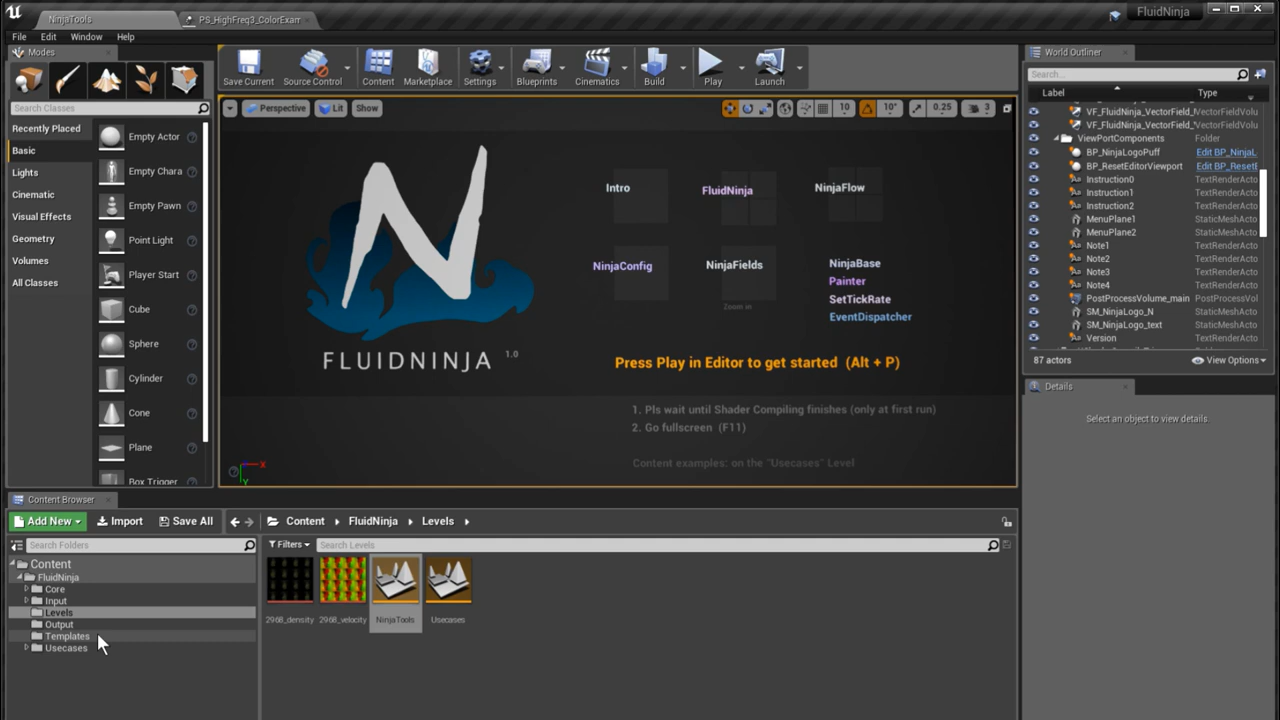 NinjaTools
PS_HighFreq3_ColorExam
FluidNinja
File Edit Window Help
Modes
Search Classes
Recently Placed
Basic
Lights
Cinematic
Visual Effects
Geometry
Volumes
All Classes
Empty Actor
Empty Chara
Empty Pawn
Point Light
Player Start
Cube
Sphere
Cylinder
Cone
Plane
Box Trigger
Save Current
Source Control
Content
Marketplace
Settings
Blueprints
Cinematics
Build
Play
Launch
Perspective
Lit
Show
10
10°
0.25
3
FLUIDNINJA 1.0
Intro
FluidNinja
NinjaFlow
NinjaConfig
NinjaFields
NinjaBase
Painter
SetTickRate
EventDispatcher
Zoom in
Press Play in Editor to get started (Alt + P)
1. Pls wait until Shader Compiling finishes (only at first run)
2. Go fullscreen (F11)
Content examples: on the "Usecases" Level
X
Y
World Outliner
Search...
Label Type
VF_FluidNinja_VectorField_ VectorFieldVolu
VF_FluidNinja_VectorField_ VectorFieldVolu
ViewPortComponents Folder
BP_NinjaLogoPuff Edit BP_NinjaL
BP_ResetEditorViewport Edit BP_ResetE
Instruction0 TextRenderActo
Instruction1 TextRenderActo
Instruction2 TextRenderActo
MenuPlane1 StaticMeshActo
MenuPlane2 StaticMeshActo
Note1 TextRenderActo
Note2 TextRenderActo
Note3 TextRenderActo
Note4 TextRenderActo
PostProcessVolume_main PostProcessVol
SM_NinjaLogo_N StaticMeshActo
SM_NinjaLogo_text StaticMeshActo
Version TextRenderActo
87 actors
View Options
Details
Select an object to view details.
Content Browser
Add New
Import
Save All
Content FluidNinja Levels
Search Folders
Filters
Search Levels
Content
FluidNinja
Core
Input
Levels
Output
Templates
Usecases
2968_density
2968_velocity
NinjaTools
Usecases